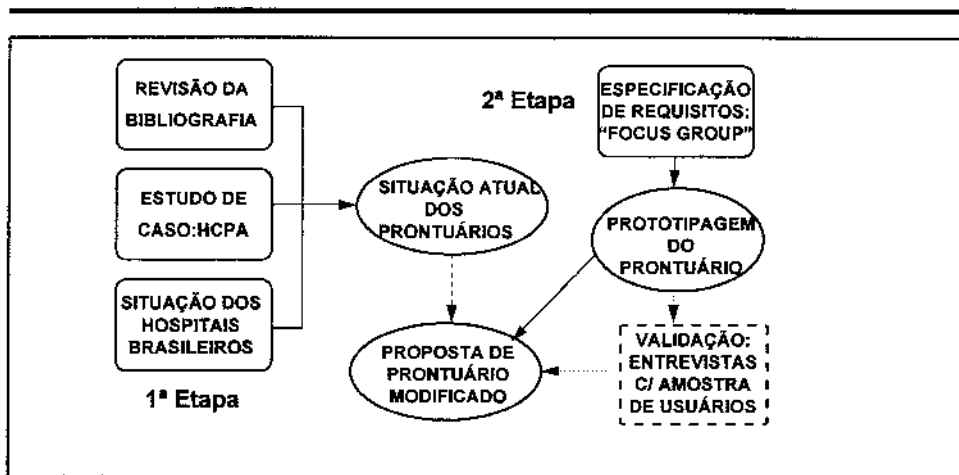 REVISÃO DA
BIBLIOGRAFIA
ESTUDO DE
CASO:HCPA
SITUAÇÃO DOS
HOSPITAIS
BRASILEIROS
1ª Etapa
SITUAÇÃO ATUAL
DOS
PRONTUÁRIOS
PROPOSTA DE
PRONTUÁRIO
MODIFICADO
2ª Etapa
ESPECIFICAÇÃO
DE REQUISITOS:
“FOCUS GROUP”
PROTOTIPAGEM
DO
PRONTUÁRIO
VALIDAÇÃO:
ENTREVISTAS
C/ AMOSTRA
DE USUÁRIOS